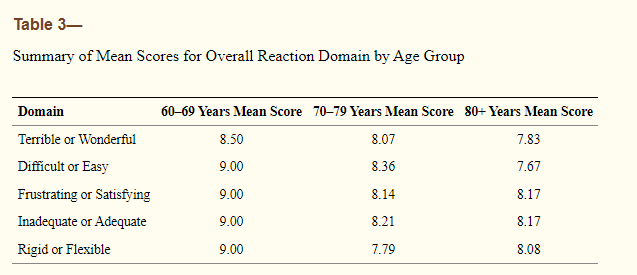 Table 3—
Summary of Mean Scores for Overall Reaction Domain by Age Group
Domain 60–69 Years Mean Score 70–79 Years Mean Score 80+ Years Mean Score
Terrible or Wonderful 8.50 8.07 7.83
Difficult or Easy 9.00 8.36 7.67
Frustrating or Satisfying 9.00 8.14 8.17
Inadequate or Adequate 9.00 8.21 8.17
Rigid or Flexible 9.00 7.79 8.08